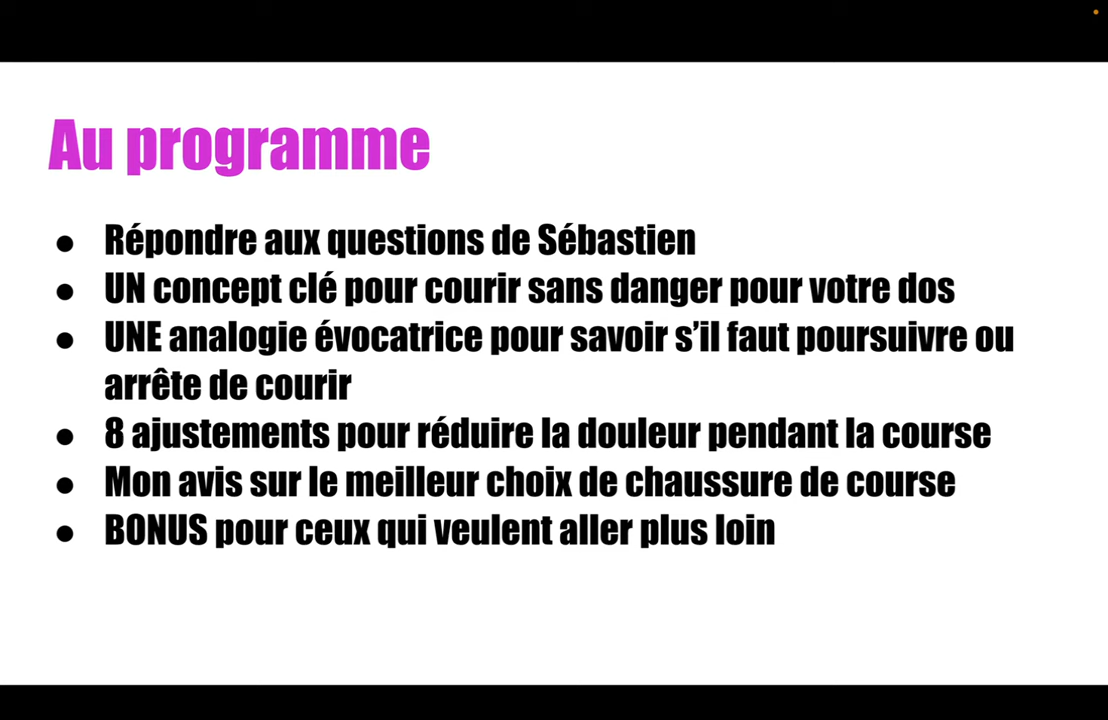 Au programme
● Répondre aux questions de Sébastien
● UN concept clé pour courir sans danger pour votre dos
● UNE analogie évocatrice pour savoir s’il faut poursuivre ou
arrête de courir
● 8 ajustements pour réduire la douleur pendant la course
● Mon avis sur le meilleur choix de chaussure de course
● BONUS pour ceux qui veulent aller plus loin